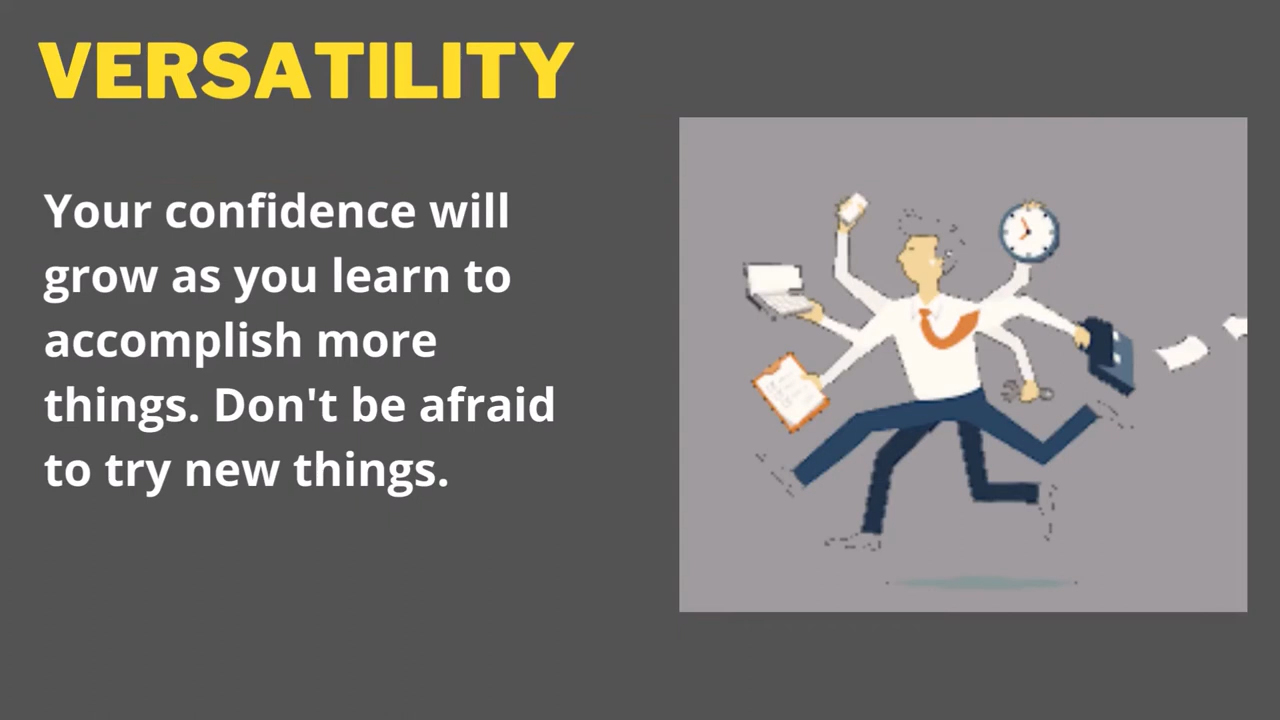 VERSATILITY
Your confidence will
grow as you learn to
accomplish more
things. Don't be afraid
to try new things.